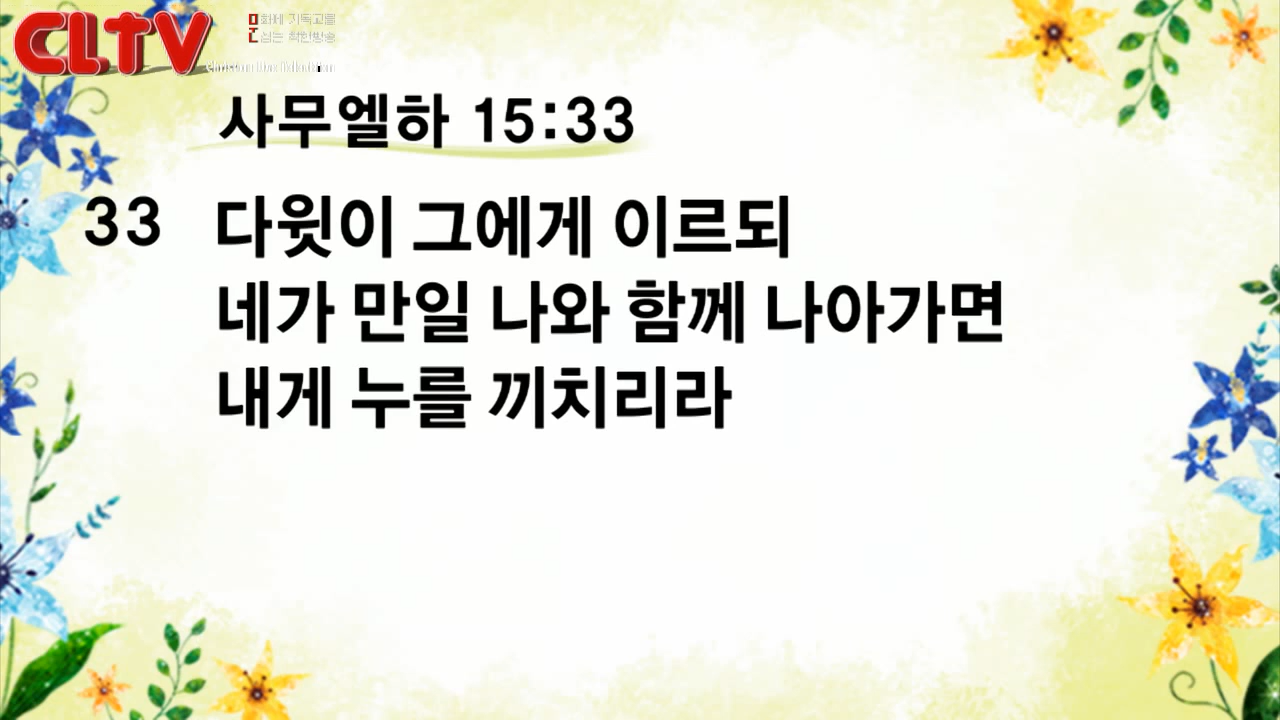 CLTV
사무엘하 15:33
33 다윗이 그에게 이르되
네가 만일 나와 함께 나아가면
내게 누를 끼치리라